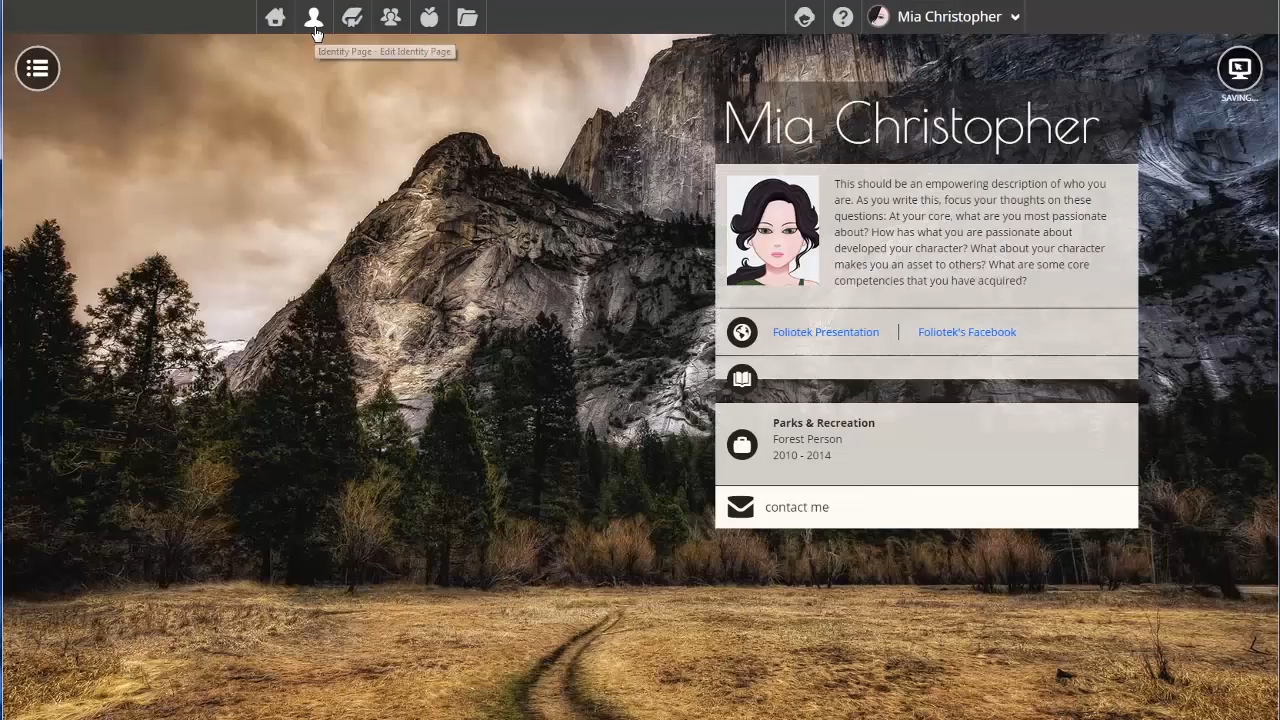 Mia Christopher
Identity Page - Edit Identity Page
SAVING...
Mia Christopher
This should be an empowering description of who you
are. As you write this, focus your thoughts on these
questions: At your core, what are you most passionate
about? How has what you are passionate about
developed your character? What about your character
makes you an asset to others? What are some core
competencies that you have acquired?
Foliotek Presentation | Foliotek's Facebook
Parks & Recreation
Forest Person
2010 - 2014
contact me